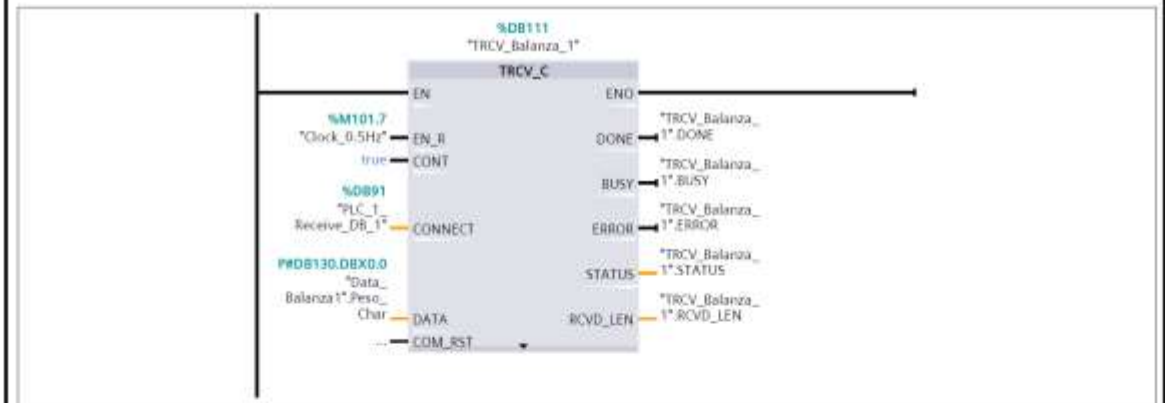 %DB111
"TRCV_Balanza_1"
TRCV_C
EN
ENO
%M101.7
"Clock_0.5Hz"
EN_R
DONE
"TRCV_Balanza_
1".DONE
true
CONT
BUSY
"TRCV_Balanza_
1".BUSY
%DB91
"PLC_1_
Receive_DB_1"
CONNECT
ERROR
"TRCV_Balanza_
1".ERROR
P#DB130.DBX0.0
"Data_
Balanza1".Peso_
Char
DATA
STATUS
"TRCV_Balanza_
1".STATUS
RCVD_LEN
"TRCV_Balanza_
1".RCVD_LEN
...
COM_RST